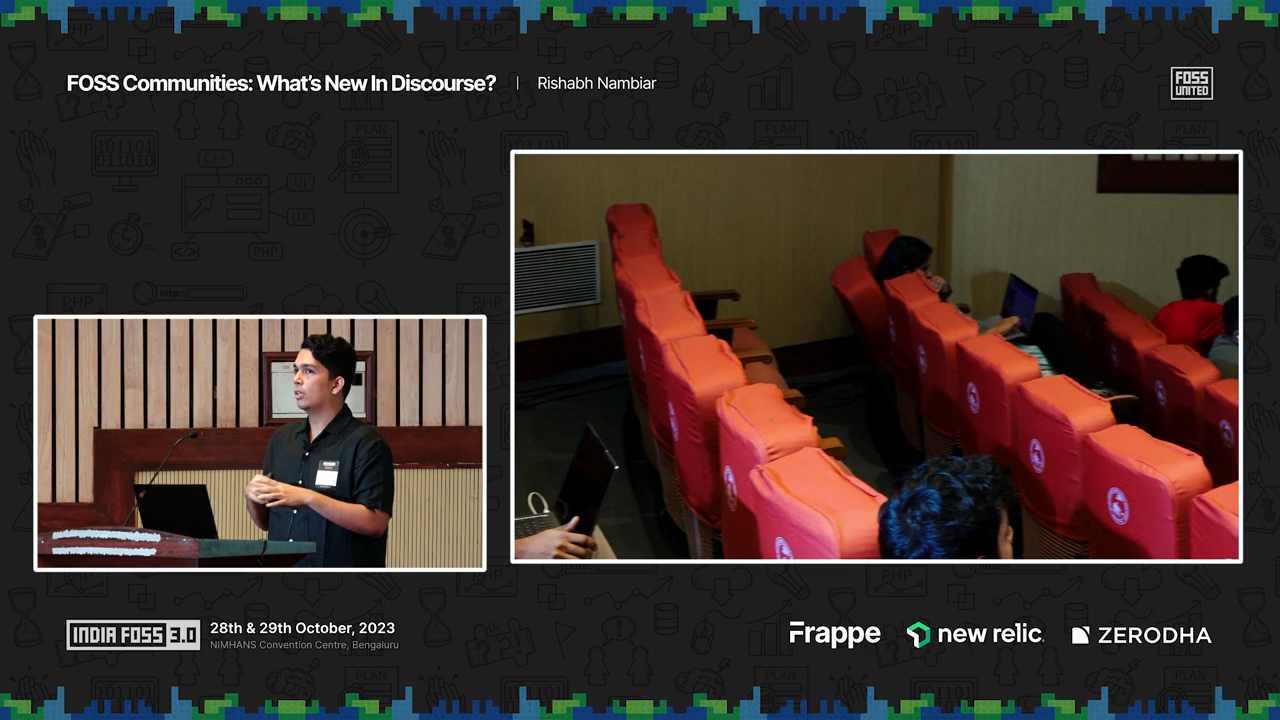 FOSS Communities: What's New In Discourse? | Rishabh Nambiar
FOSS UNITED
INDIA FOSS 3.0
28th & 29th October, 2023
NIMHANS Convention Centre, Bengaluru
Frappe
new relic
ZERODHA